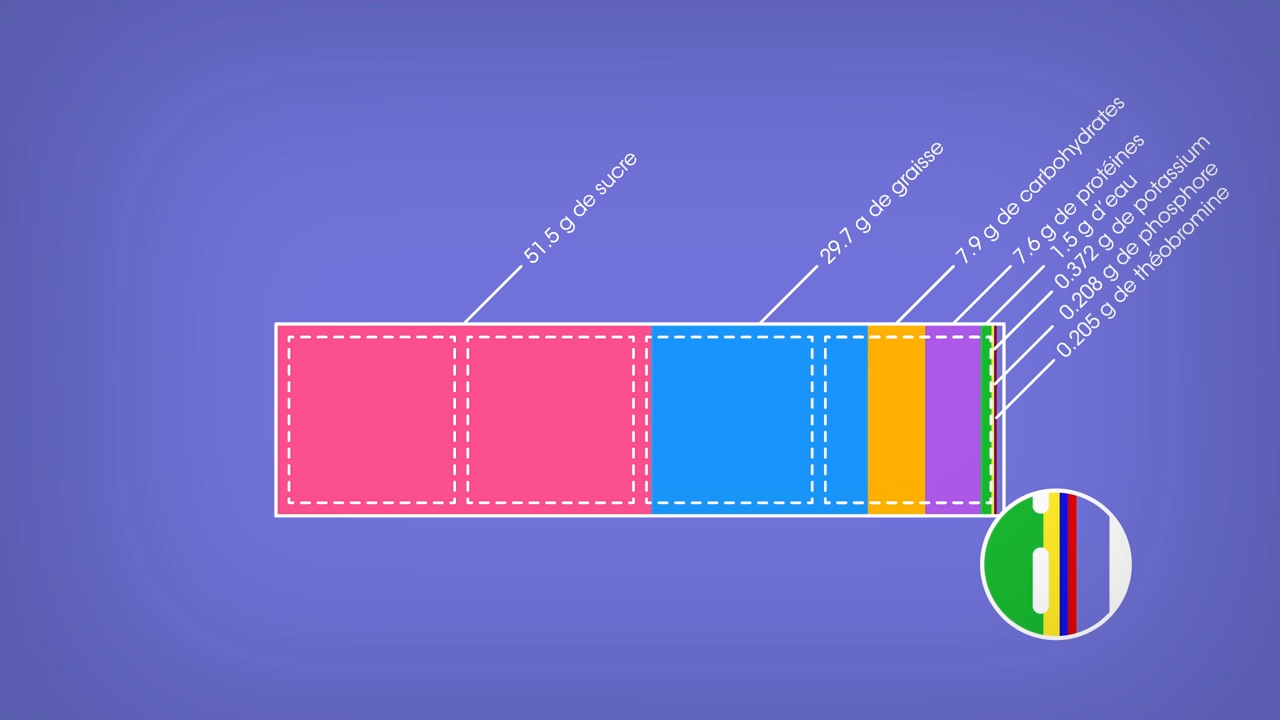 51.5 g de sucre
29.7 g de graisse
7.9 g de carbohydrates
7.6 g de protéines
1.5 g d'eau
0.372 g de potassium
0.208 g de phosphore
0.205 g de théobromine